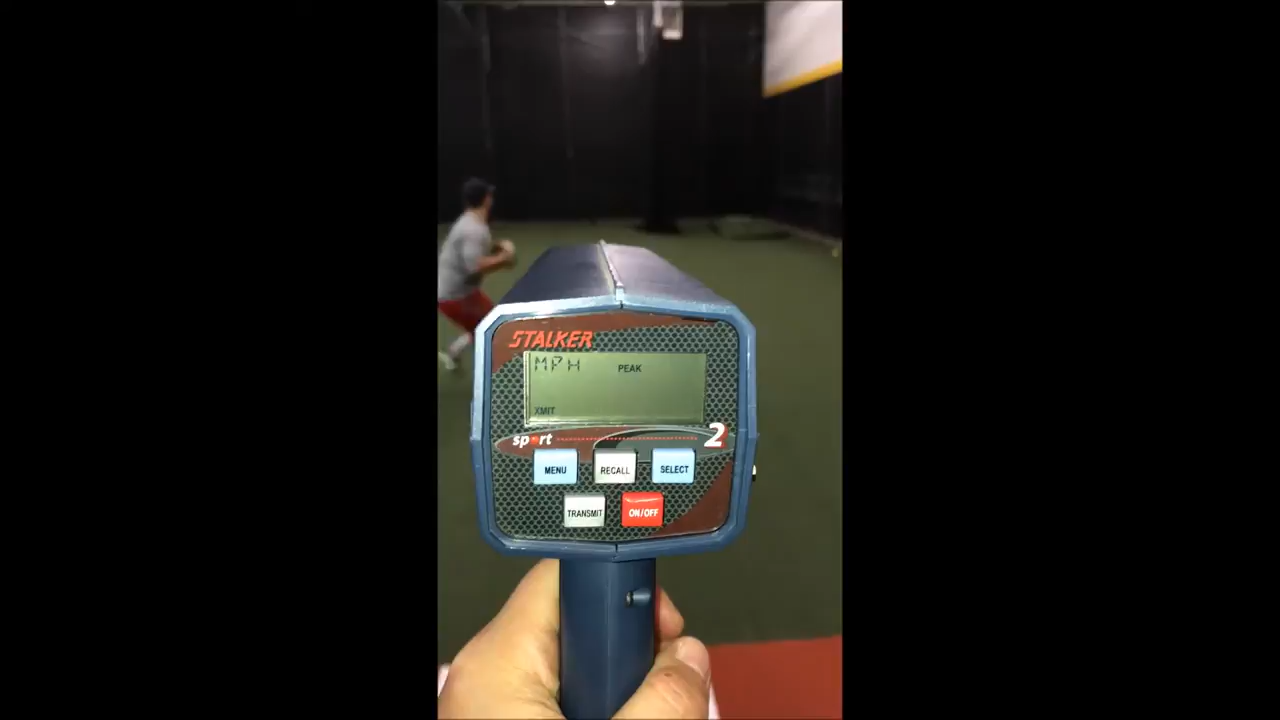 STALKER
MPH PEAK
XMIT
sport 2
MENU RECALL SELECT
TRANSMIT ON/OFF